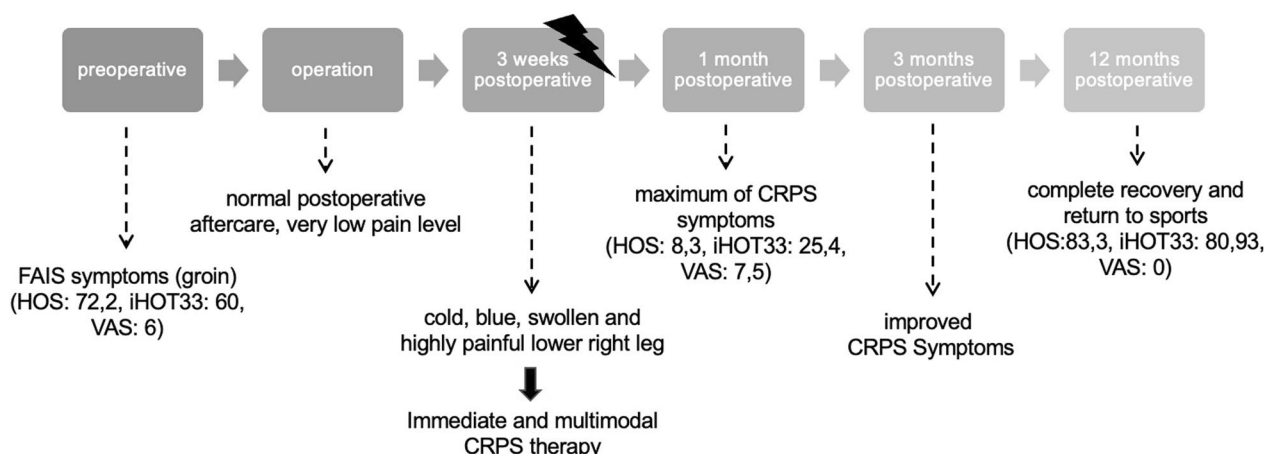 preoperative
operation
3 weeks
postoperative
1 month
postoperative
3 months
postoperative
12 months
postoperative
FAIS symptoms (groin)
(HOS: 72,2, iHOT33: 60,
VAS: 6)
normal postoperative
aftercare, very low pain level
cold, blue, swollen and
highly painful lower right leg
Immediate and multimodal
CRPS therapy
maximum of CRPS
symptoms
(HOS: 8,3, iHOT33: 25,4,
VAS: 7,5)
improved
CRPS Symptoms
complete recovery and
return to sports
(HOS:83,3, iHOT33: 80,93,
VAS: 0)